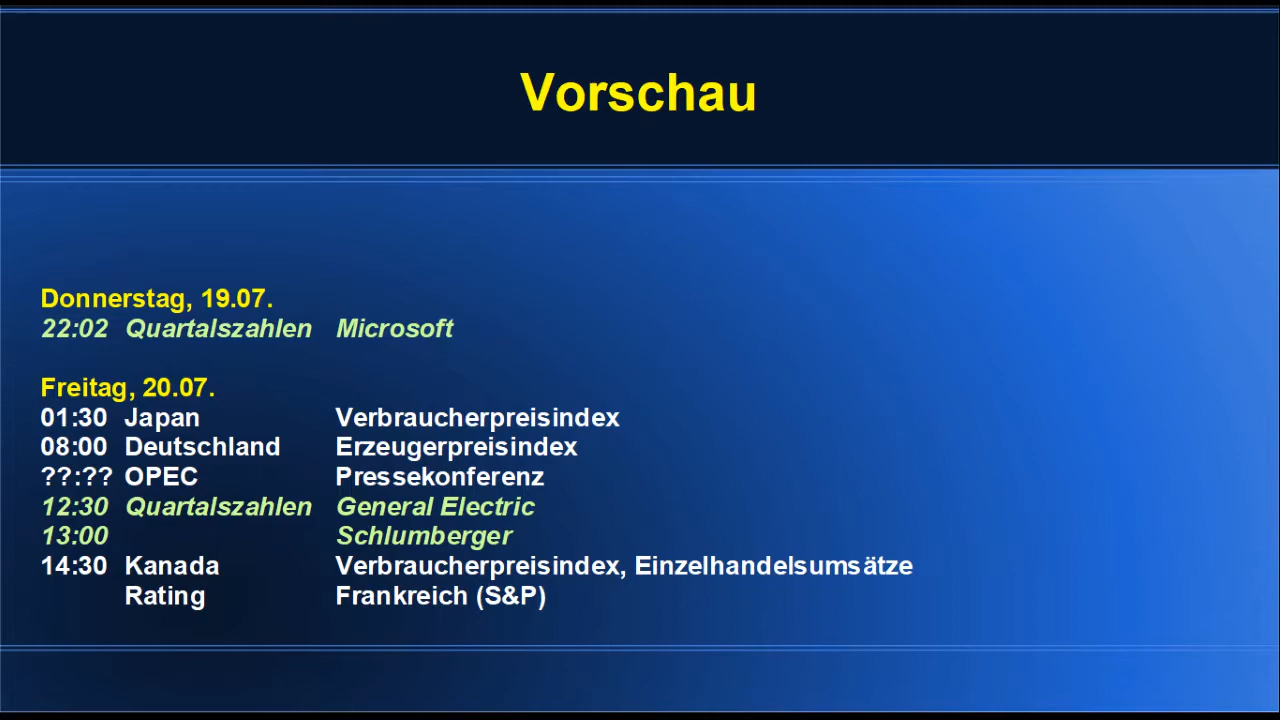 Vorschau
Donnerstag, 19.07.
22:02 Quartalszahlen Microsoft
Freitag, 20.07.
01:30 Japan Verbraucherpreisindex
08:00 Deutschland Erzeugerpreisindex
??:?? OPEC Pressekonferenz
12:30 Quartalszahlen General Electric
13:00 Schlumberger
14:30 Kanada Verbraucherpreisindex, Einzelhandelsumsätze
Rating Frankreich (S&P)